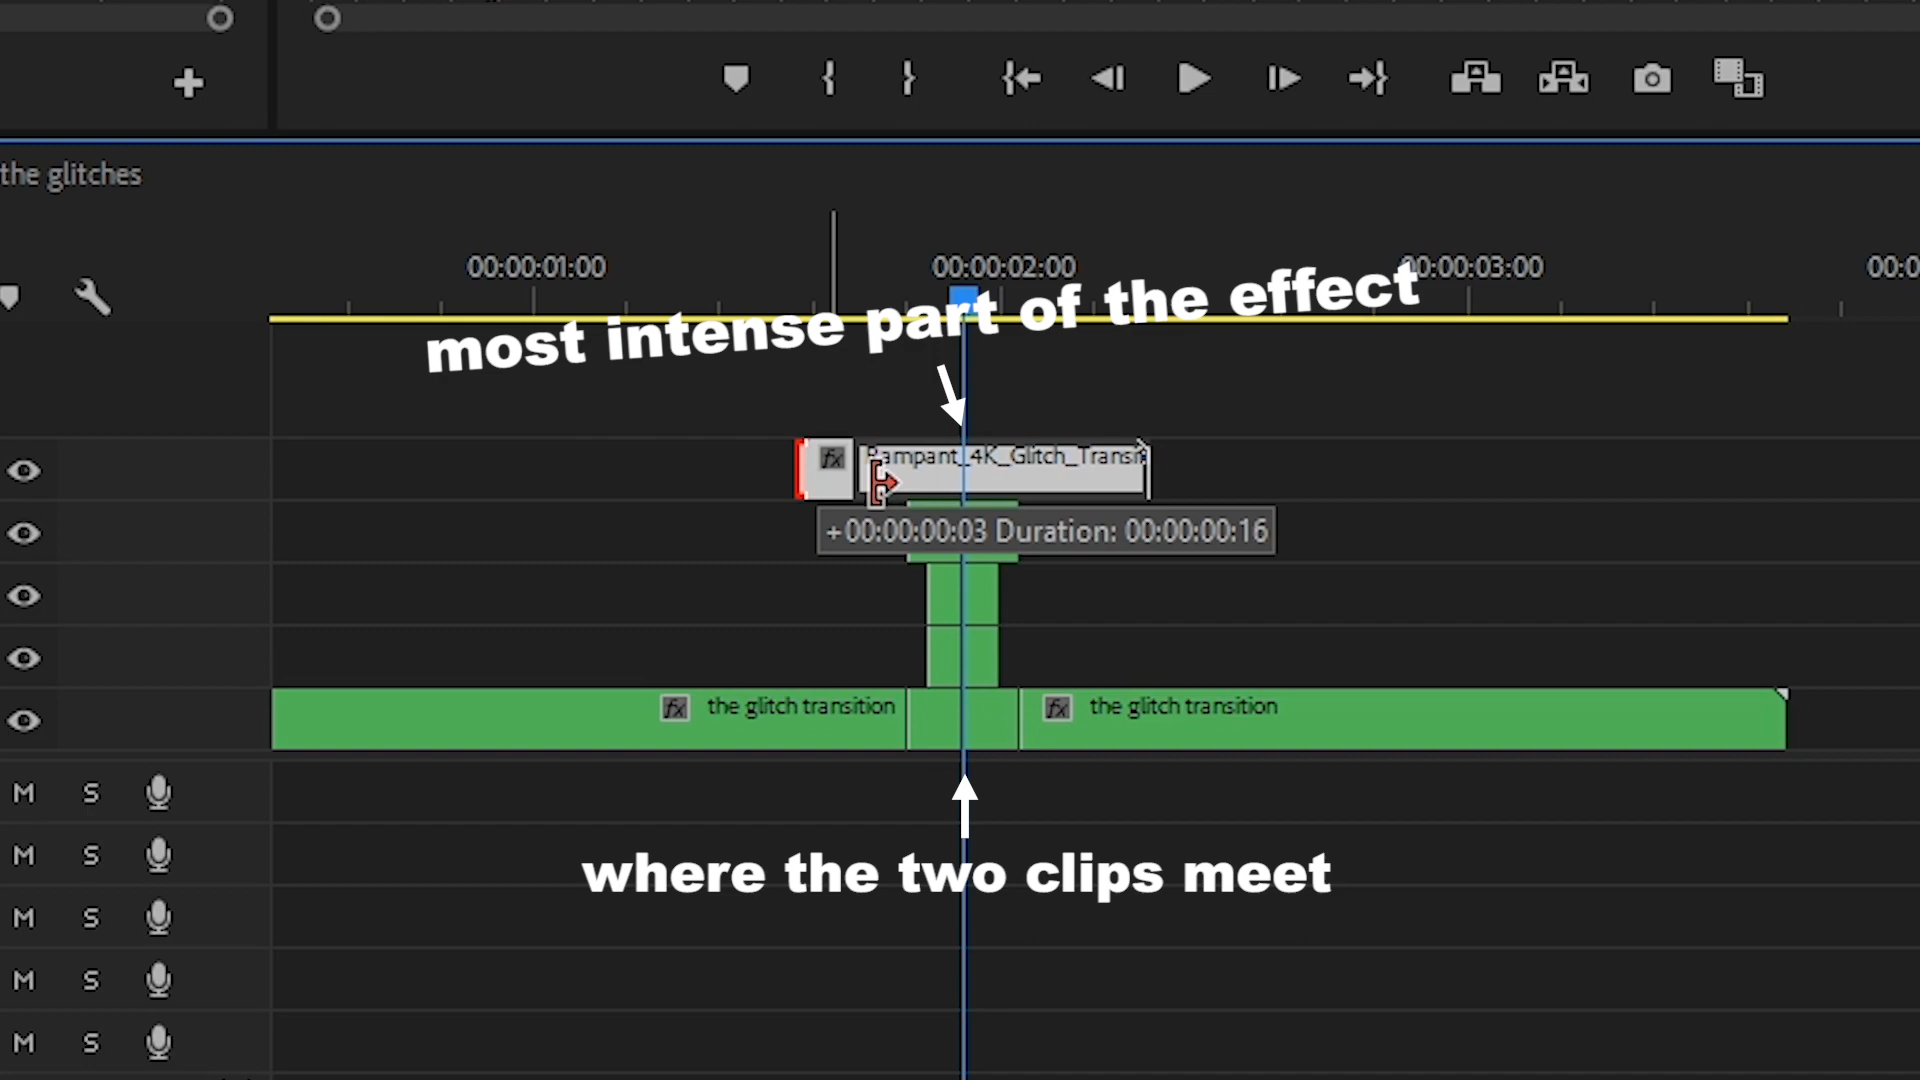 the glitches
00:00:01:00
00:00:02:00
00:00:03:00
00:0
most intense part of the effect
fx
Rampant_4K_Glitch_Transi
+00:00:00:03 Duration: 00:00:00:16
fx the glitch transition
fx the glitch transition
M S
where the two clips meet
M S
M S
M S
M S